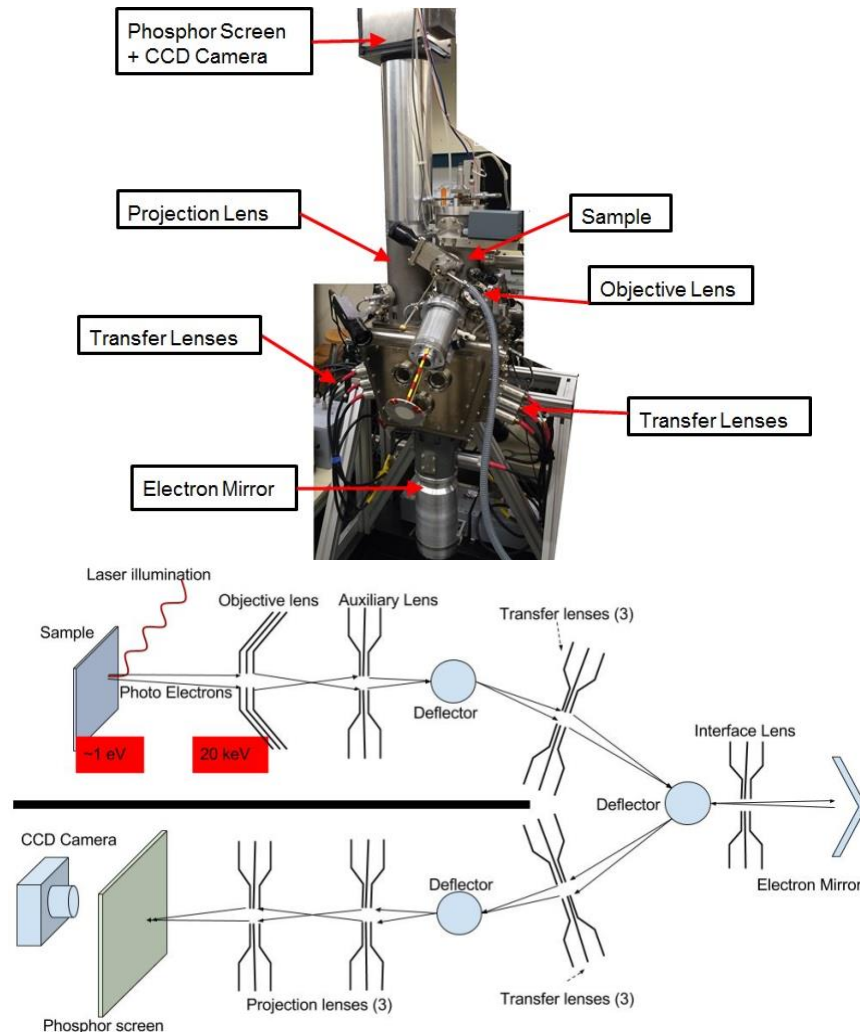 Phosphor Screen
+ CCD Camera
Projection Lens
Sample
Objective Lens
Transfer Lenses
Transfer Lenses
Electron Mirror
Laser illumination
Objective lens
Auxiliary Lens
Transfer lenses (3)
Sample
Photo Electrons
Deflector
Interface Lens
~1 eV
20 keV
Deflector
CCD Camera
Deflector
Electron Mirror
Projection lenses (3)
Transfer lenses (3)
Phosphor screen